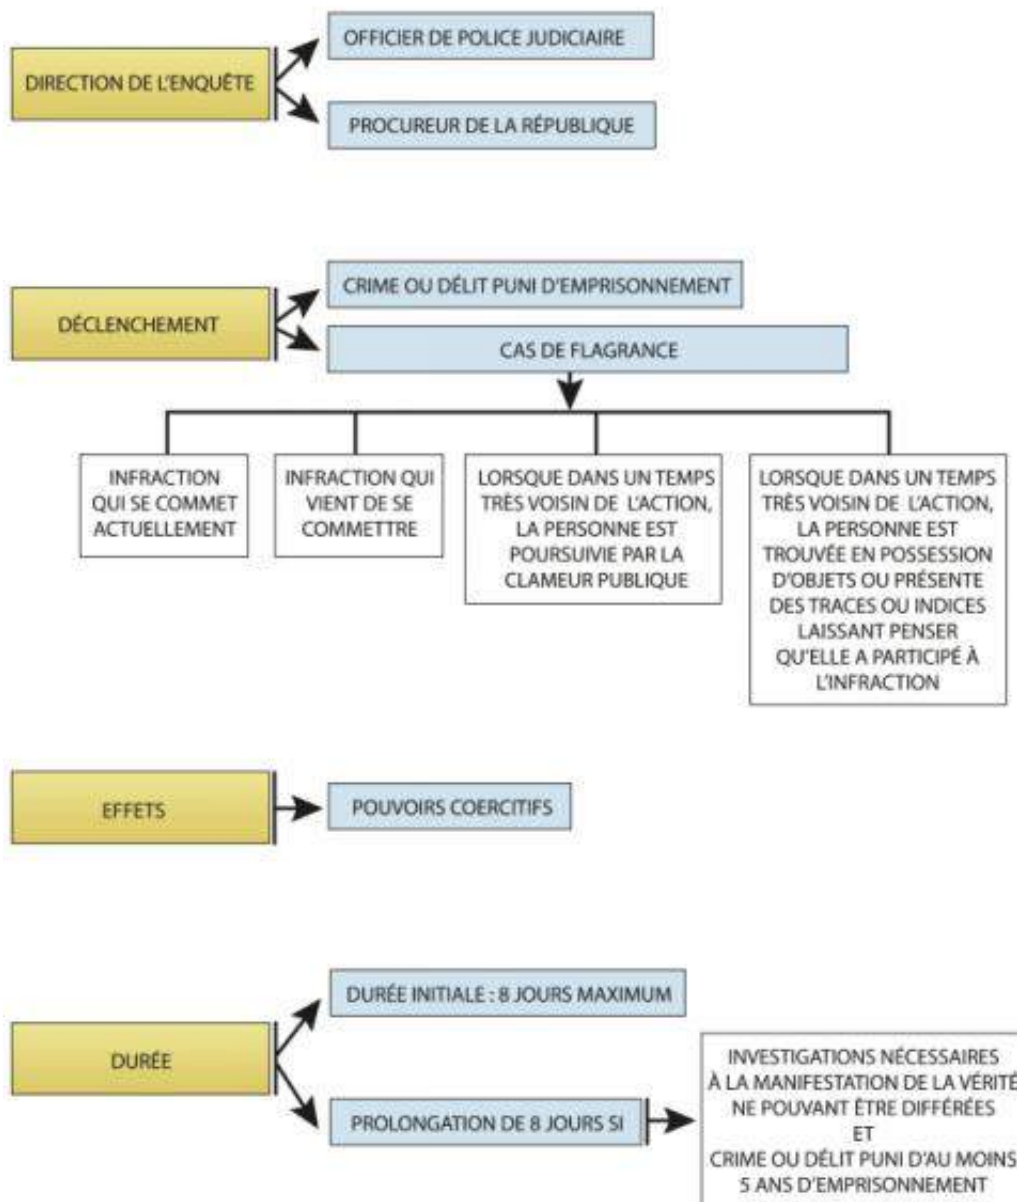 DIRECTION DE L'ENQUÊTE
OFFICIER DE POLICE JUDICIAIRE
PROCUREUR DE LA RÉPUBLIQUE
DÉCLENCHEMENT
CRIME OU DÉLIT PUNI D'EMPRISONNEMENT
CAS DE FLAGRANCE
INFRACTION
QUI SE COMMET
ACTUELLEMENT
INFRACTION QUI
VIENT DE SE
COMMETTRE
LORSQUE DANS UN TEMPS
TRÈS VOISIN DE L'ACTION,
LA PERSONNE EST
POURSUIVIE PAR LA
CLAMEUR PUBLIQUE
LORSQUE DANS UN TEMPS
TRÈS VOISIN DE L'ACTION,
LA PERSONNE EST
TROUVÉE EN POSSESSION
D'OBJETS OU PRÉSENTE
DES TRACES OU INDICES
LAISSANT PENSER
QU'ELLE A PARTICIPÉ À
L'INFRACTION
EFFETS
POUVOIRS COERCITIFS
DURÉE
DURÉE INITIALE : 8 JOURS MAXIMUM
PROLONGATION DE 8 JOURS SI
INVESTIGATIONS NÉCESSAIRES
À LA MANIFESTATION DE LA VÉRITÉ
NE POUVANT ÊTRE DIFFÉRÉES
ET
CRIME OU DÉLIT PUNI D'AU MOINS
5 ANS D'EMPRISONNEMENT